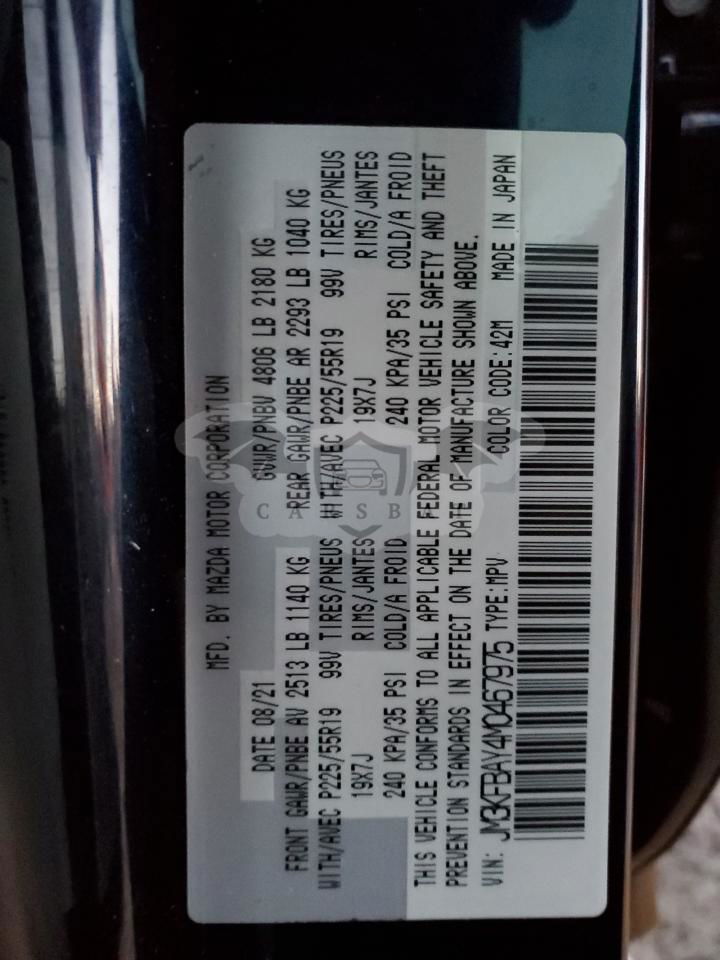 MFD. BY MAZDA MOTOR CORPORATION
DATE 08/21 GVWR/PNBV 4806 LB 2180 KG
FRONT GAWR/PNBE AV 2513 LB 1140 KG REAR GAWR/PNBE AR 2293 LB 1040 KG
WITH/AVEC P225/55R19 99V TIRES/PNEUS WITH/AVEC P225/55R19 99V TIRES/PNEUS
19X7J RIMS/JANTES 19X7J RIMS/JANTES
240 KPA/35 PSI COLD/A FROID 240 KPA/35 PSI COLD/A FROID
THIS VEHICLE CONFORMS TO ALL APPLICABLE FEDERAL MOTOR VEHICLE SAFETY AND THEFT
PREVENTION STANDARDS IN EFFECT ON THE DATE OF MANUFACTURE SHOWN ABOVE.
VIN: JM3KFBAY4M0467975 TYPE:MPV COLOR CODE:42M MADE IN JAPAN